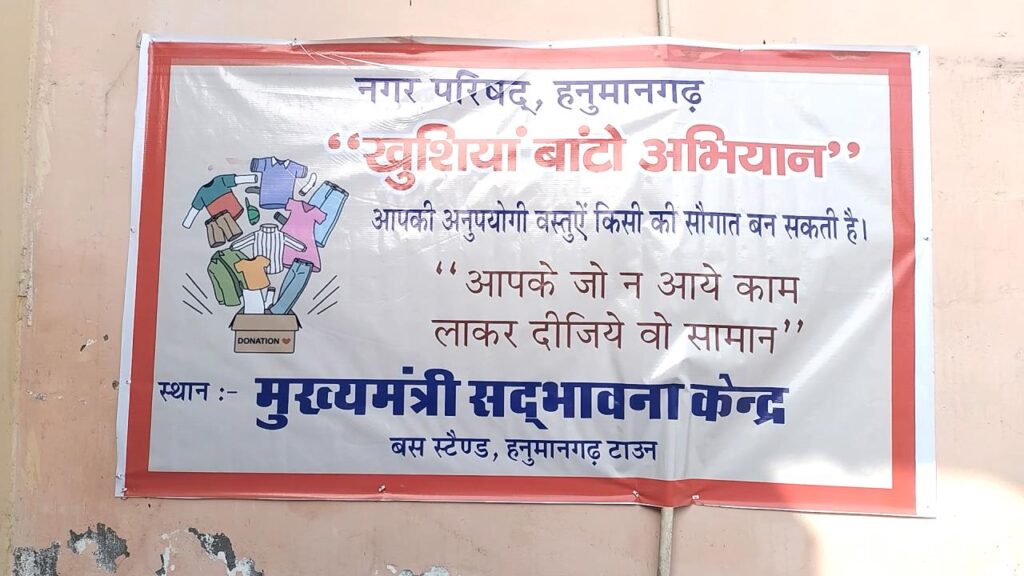 नगर परिषद्, हनुमानगढ़
“खुशियां बांटो अभियान”
आपकी अनुपयोगी वस्तुऐं किसी की सौगात बन सकती है।
“आपके जो न आये काम
लाकर दीजिये वो सामान”
DONATION
स्थान :- मुख्यमंत्री सद्भावना केन्द्र
बस स्टैण्ड, हनुमानगढ़ टाउन